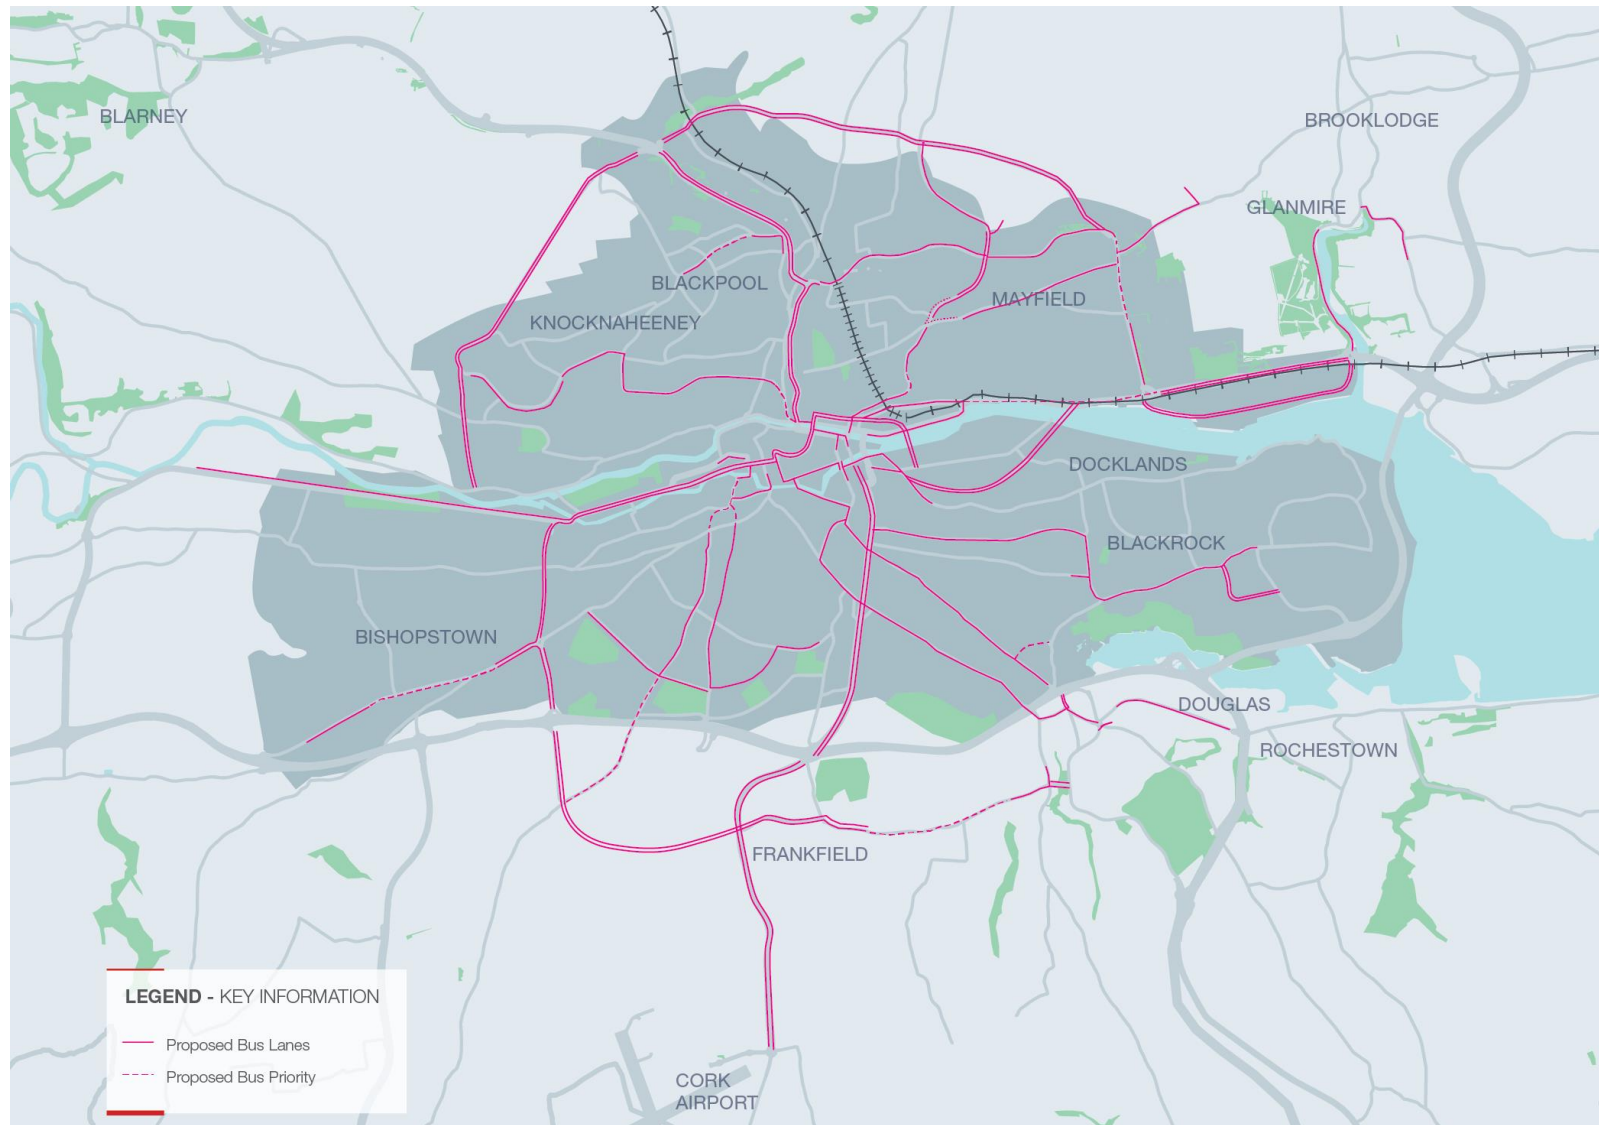 BLARNEY
BROOKLODGE
GLANMIRE
BLACKPOOL
MAYFIELD
KNOCKNAHEENEY
DOCKLANDS
BLACKROCK
BISHOPSTOWN
DOUGLAS
ROCHESTOWN
FRANKFIELD
LEGEND - KEY INFORMATION
Proposed Bus Lanes
Proposed Bus Priority
CORK
AIRPORT